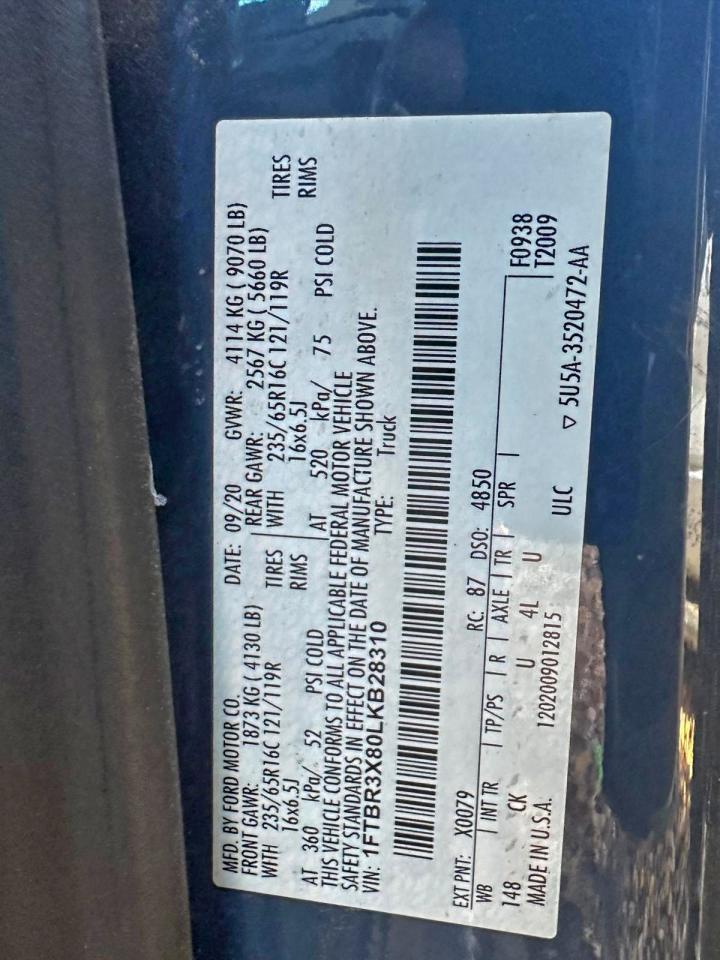 MFD. BY FORD MOTOR CO.
DATE: 09/20 GVWR: 4114 KG ( 9070 LB)
FRONT GAWR: 1873 KG ( 4130 LB)
REAR GAWR: 2567 KG ( 5660 LB)
WITH 235/65R16C 121/119R TIRES
WITH 235/65R16C 121/119R TIRES
16x6.5J RIMS
16x6.5J RIMS
AT 360 kPa/ 52 PSI COLD
AT 520 kPa/ 75 PSI COLD
THIS VEHICLE CONFORMS TO ALL APPLICABLE FEDERAL MOTOR VEHICLE
SAFETY STANDARDS IN EFFECT ON THE DATE OF MANUFACTURE SHOWN ABOVE.
VIN: 1FTBR3X80LKB28310 TYPE: Truck
EXT PNT: X0079 RC: 87 DSO: 4850
WB INT TR TP/PS R AXLE TR SPR F0938
148 CK U 4L U T2009
MADE IN U.S.A. 1202009012815 ULC ▽ 5U5A-3520472-AA